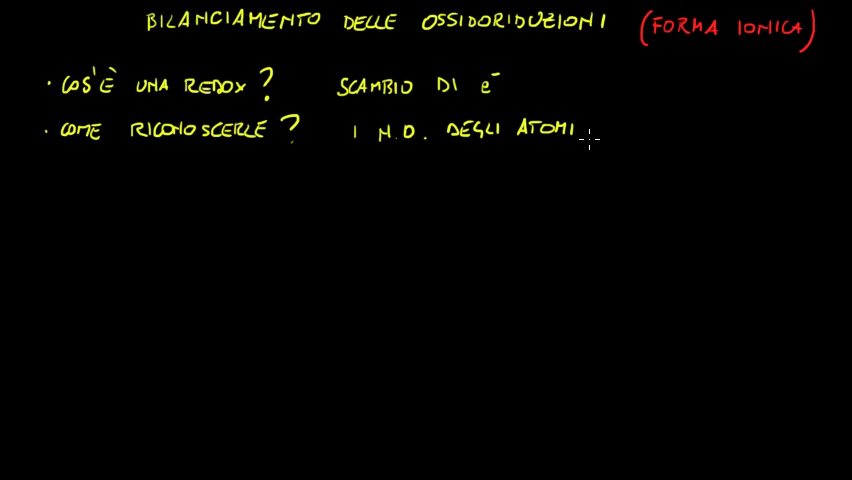 BILANCIAMENTO DELLE OSSIDORIDUZIONI (FORMA IONICA)
• COS'È UNA REDOX? SCAMBIO DI e⁻
• COME RICONOSCERLE? I N.O. DEGLI ATOMI